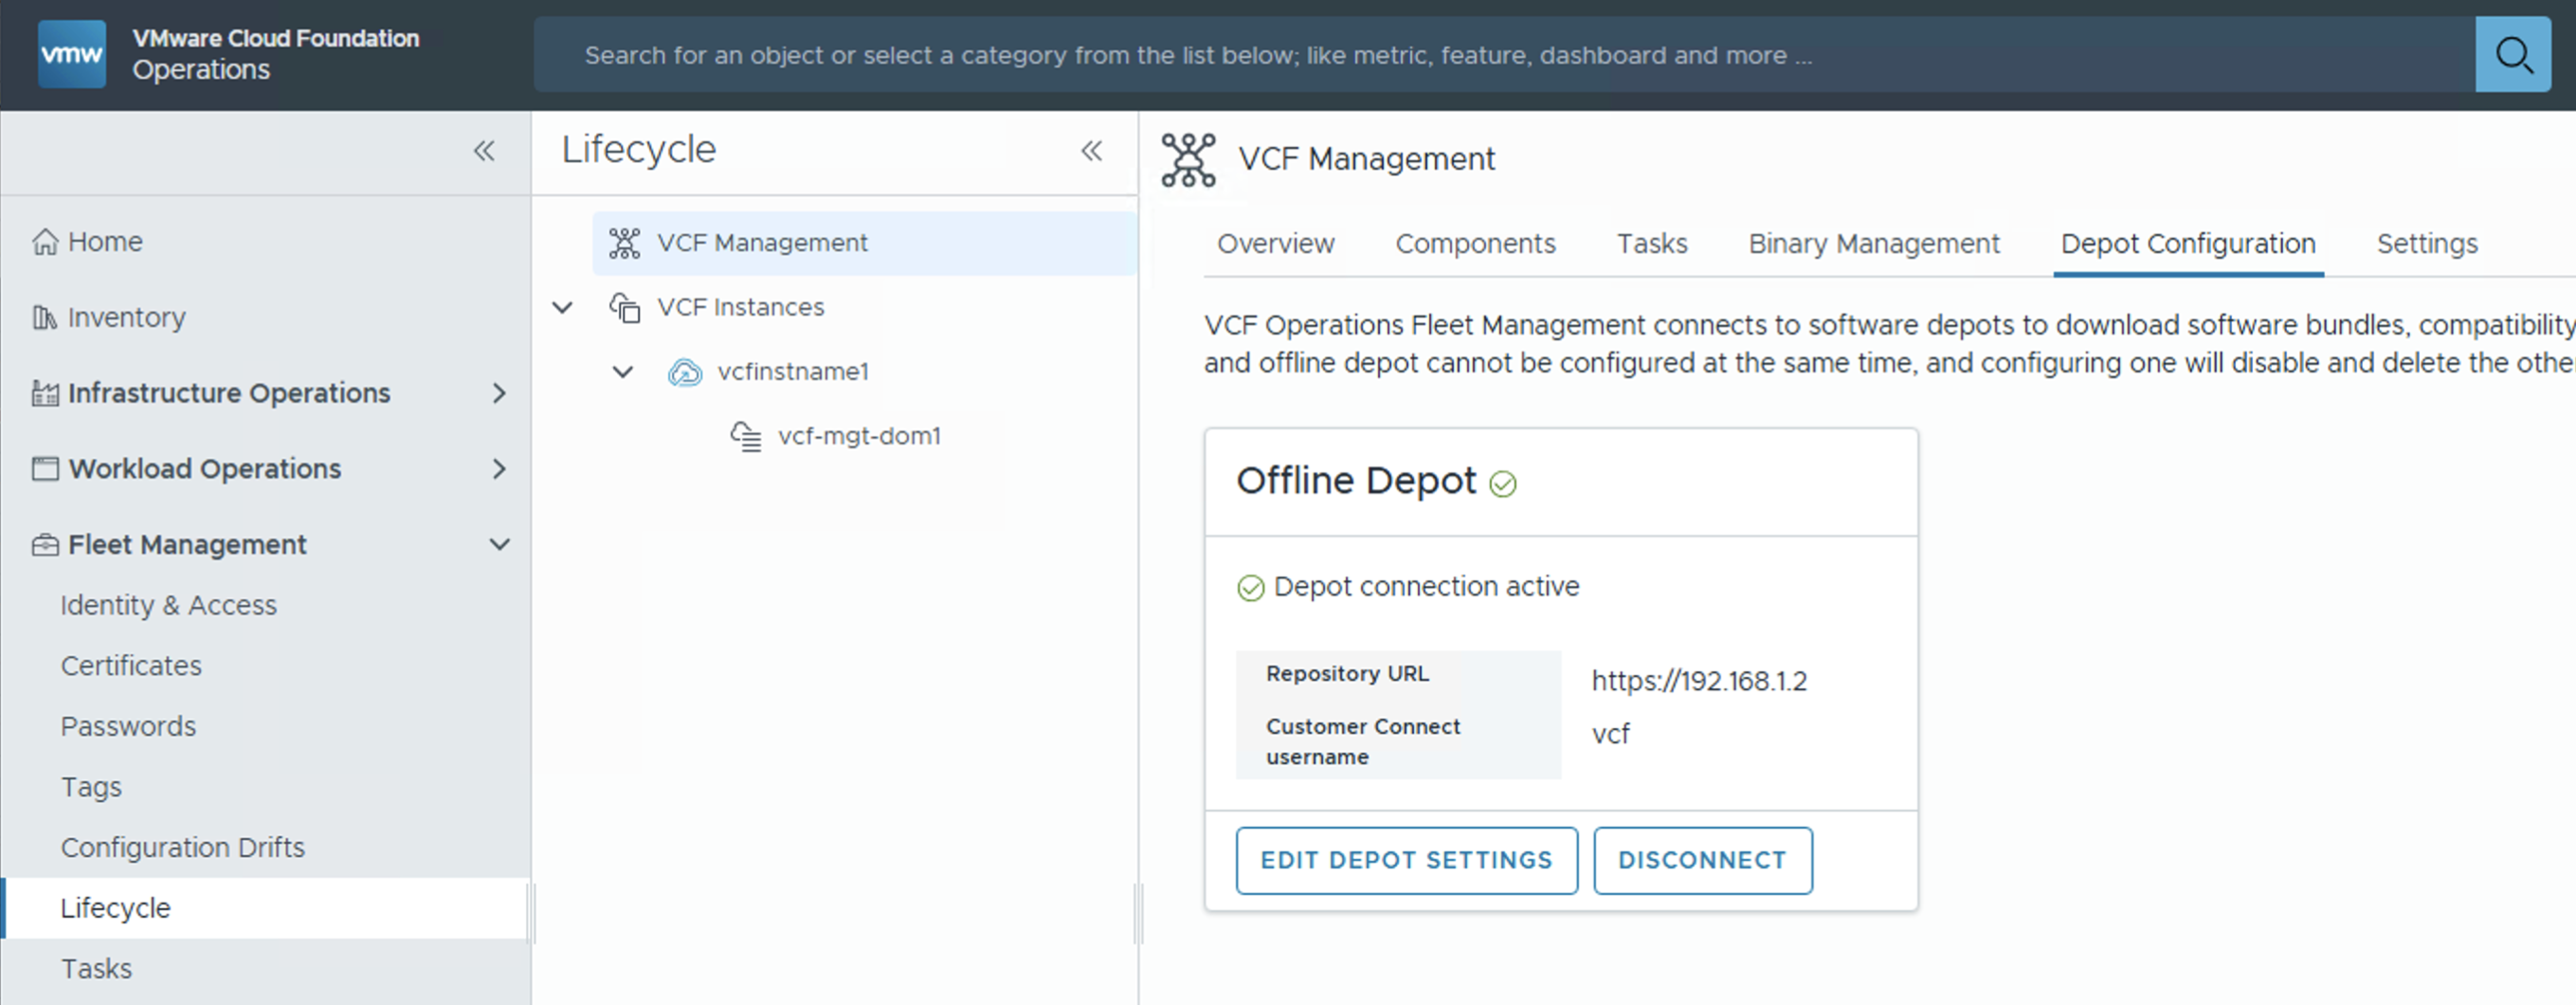 vmw
VMware Cloud Foundation
Operations
Search for an object or select a category from the list below; like metric, feature, dashboard and more ...
Home
Inventory
Infrastructure Operations
Workload Operations
Fleet Management
Identity & Access
Certificates
Passwords
Tags
Configuration Drifts
Lifecycle
Tasks
Lifecycle
VCF Management
VCF Instances
vcfinstname1
vcf-mgt-dom1
VCF Management
Overview Components Tasks Binary Management Depot Configuration Settings
VCF Operations Fleet Management connects to software depots to download software bundles, compatibility
and offline depot cannot be configured at the same time, and configuring one will disable and delete the othe
Offline Depot
Depot connection active
Repository URL https://192.168.1.2
Customer Connect username vcf
EDIT DEPOT SETTINGS DISCONNECT